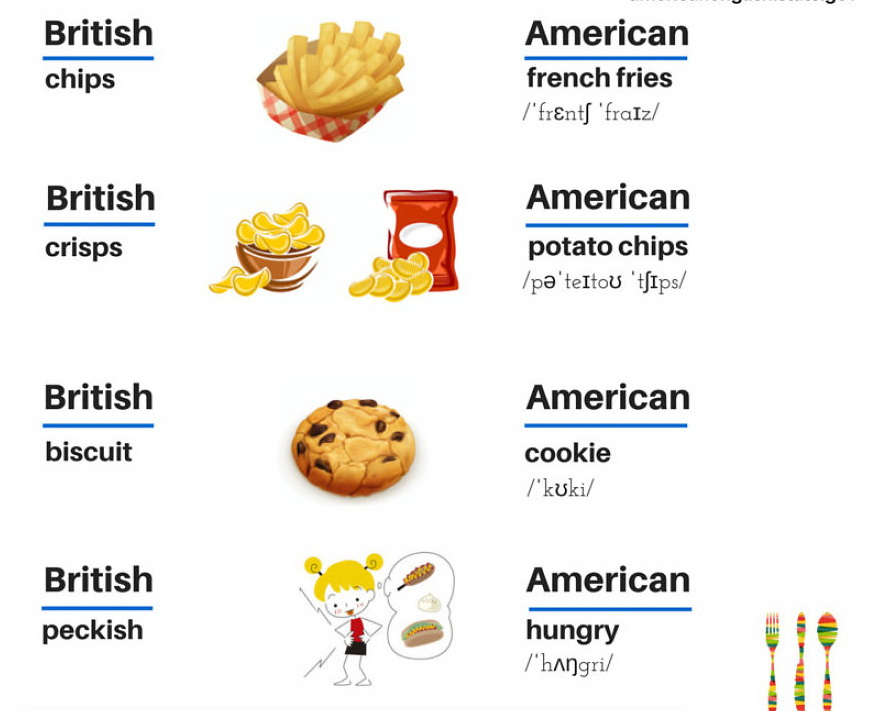 British
American
chips
french fries
/ˈfrɛntʃ ˈfraɪz/
British
American
crisps
potato chips
/pəˈteɪtoʊ ˈtʃɪps/
British
American
biscuit
cookie
/ˈkʊki/
British
American
peckish
hungry
/ˈhʌŋgri/